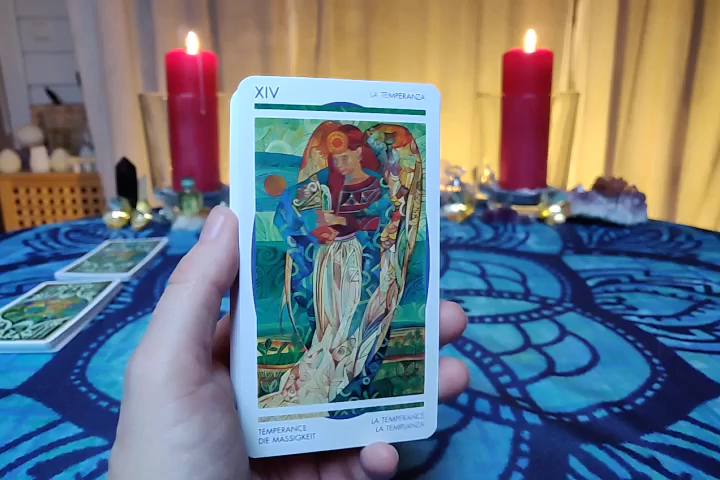 XIV
LA TEMPERANZA
TEMPERANCE
DIE MÄSSIGKEIT
LA TEMPERANCE
LA TEMPLANZA